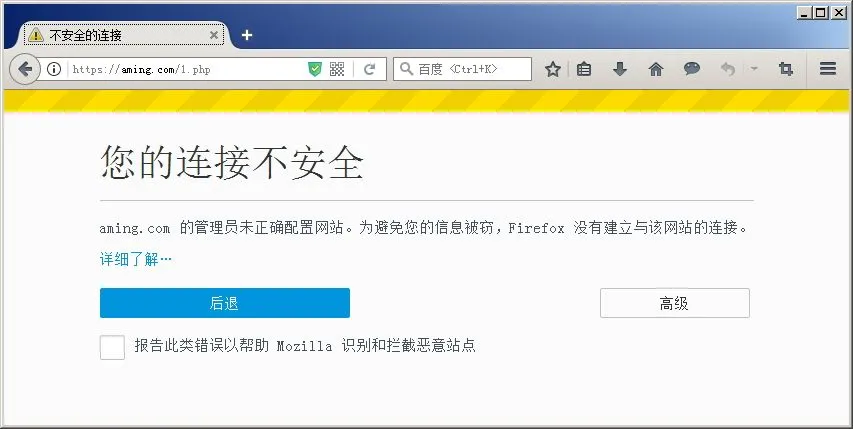 不安全的连接
https://aming.com/1.php
百度 <Ctrl+K>
您的连接不安全
aming.com 的管理员未正确配置网站。为避免您的信息被窃，Firefox 没有建立与该网站的连接。
详细了解…
后退
高级
报告此类错误以帮助 Mozilla 识别和拦截恶意站点